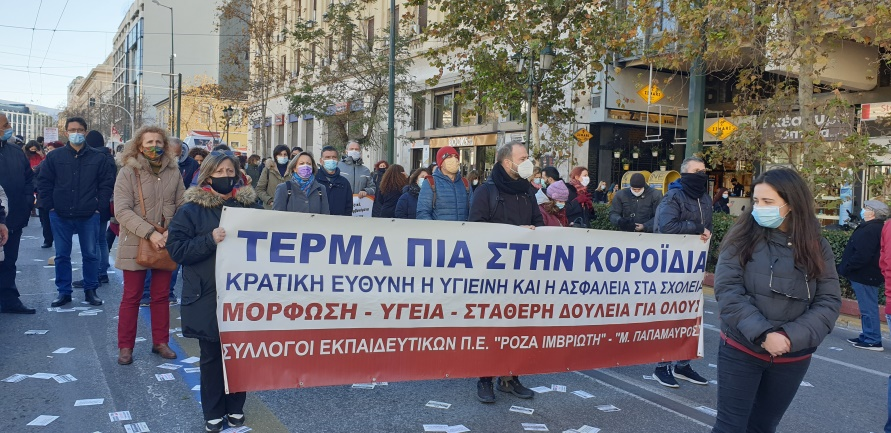 ΤΕΡΜΑ ΠΙΑ ΣΤΗΝ ΚΟΡΟΪΔΙΑ
ΚΡΑΤΙΚΗ ΕΥΘΥΝΗ Η ΥΓΙΕΙΝΗ ΚΑΙ Η ΑΣΦΑΛΕΙΑ ΣΤΑ ΣΧΟΛΕΙΑ
ΜΟΡΦΩΣΗ - ΥΓΕΙΑ - ΣΤΑΘΕΡΗ ΔΟΥΛΕΙΑ ΓΙΑ ΟΛΟΥΣ
ΣΥΛΛΟΓΟΙ ΕΚΠΑΙΔΕΥΤΙΚΩΝ Π.Ε. "ΡΟΖΑ ΙΜΒΡΙΩΤΗ" - "Μ. ΠΑΠΑΜΑΥΡΟΣ"